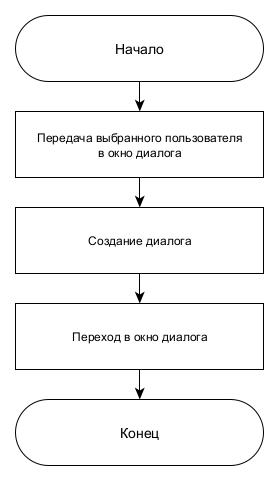 Начало
Передача выбранного пользователя
в окно диалога
Создание диалога
Переход в окно диалога
Конец